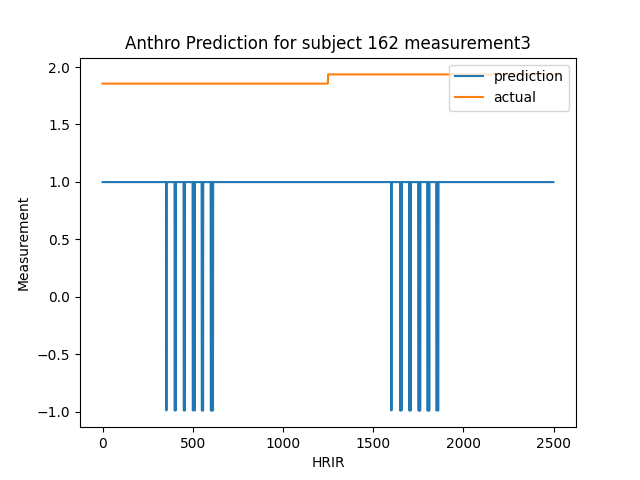 Anthro Prediction for subject 162 measurement3
prediction
actual
2.0
1.5
1.0
0.5
0.0
−0.5
−1.0
Measurement
0 500 1000 1500 2000 2500
HRIR